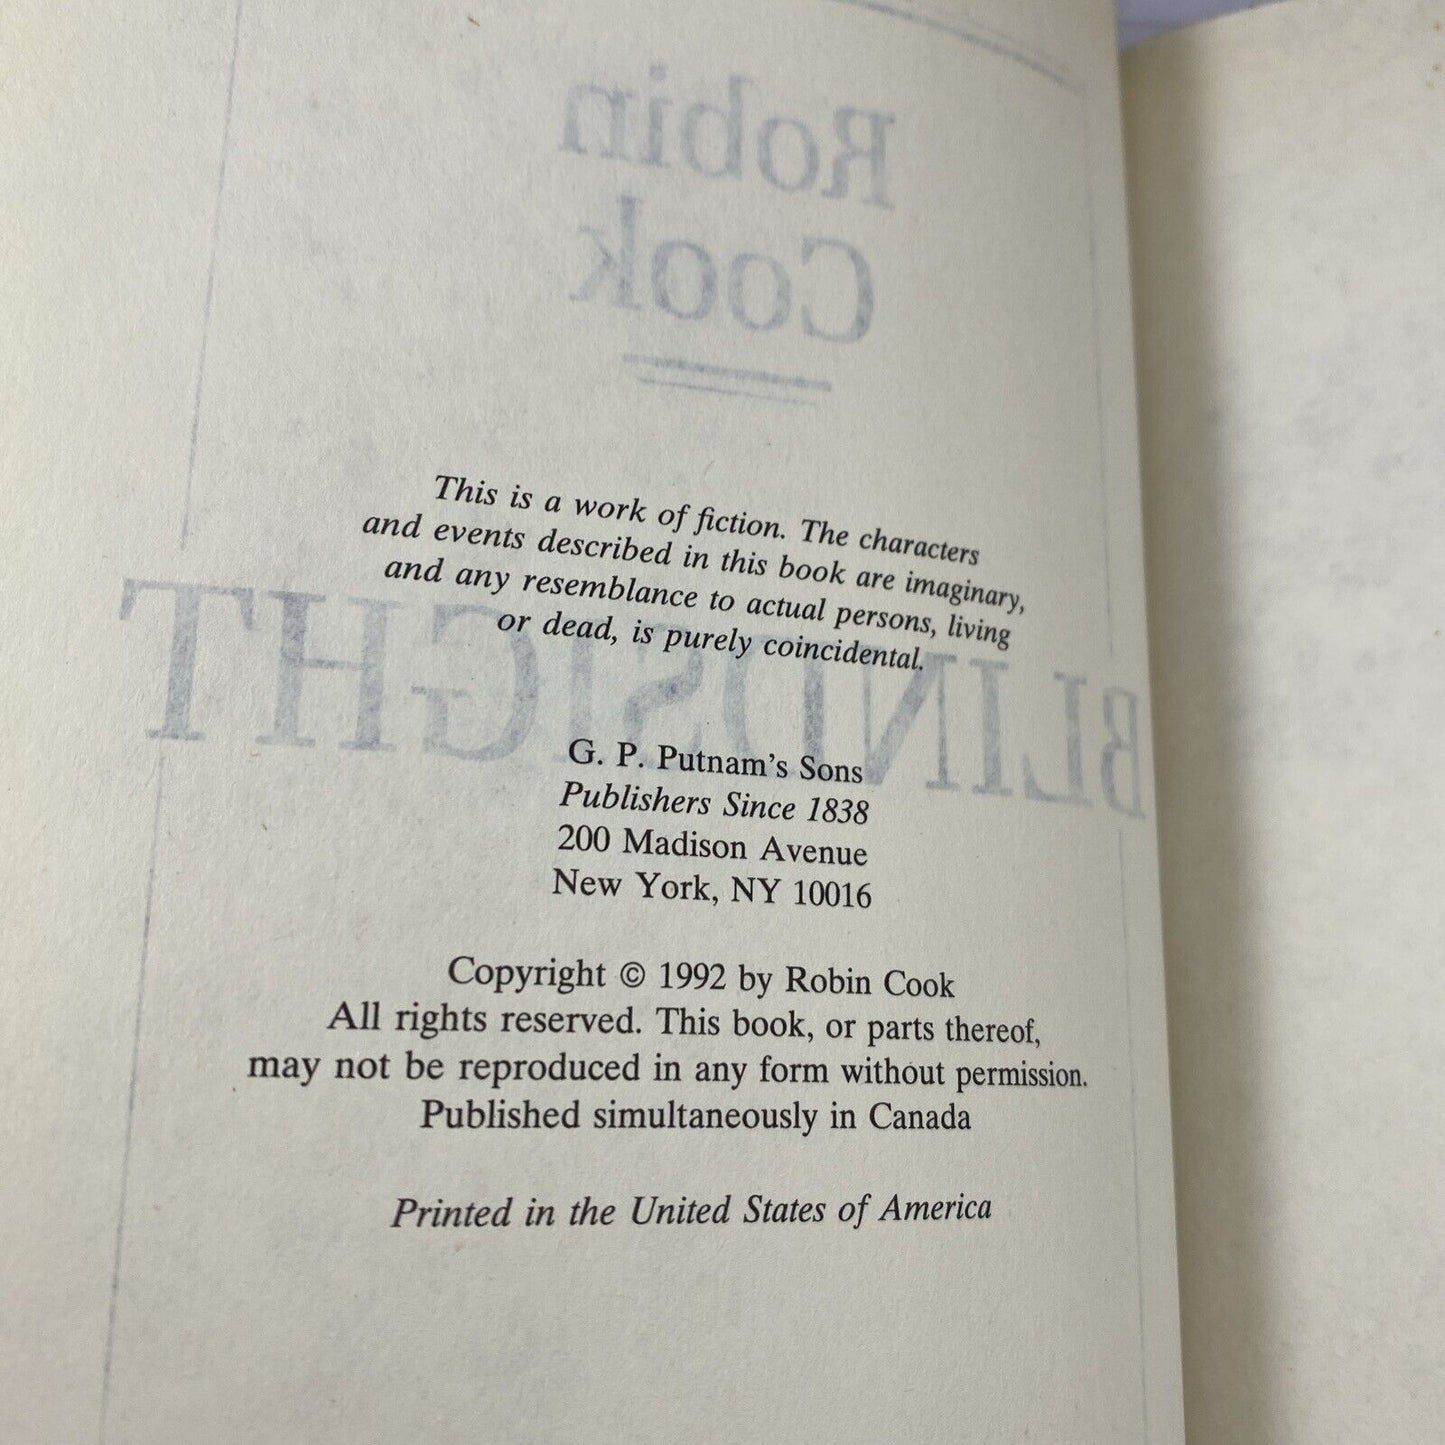 Robin
Cook
This is a work of fiction. The characters
and events described in this book are imaginary,
and any resemblance to actual persons, living
or dead, is purely coincidental.
BLINDSIGHT
G. P. Putnam's Sons
Publishers Since 1838
200 Madison Avenue
New York, NY 10016
Copyright © 1992 by Robin Cook
All rights reserved. This book, or parts thereof,
may not be reproduced in any form without permission.
Published simultaneously in Canada
Printed in the United States of America